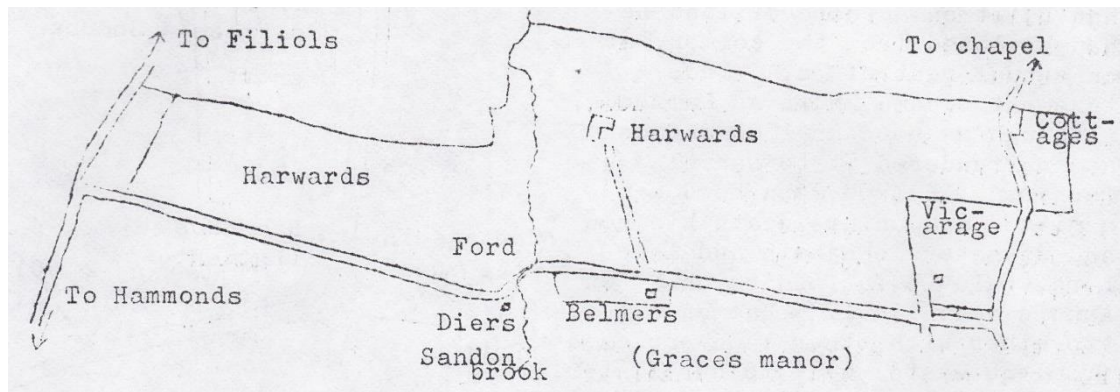 To Filiols
To chapel
Harwards
Cott-
ages
Harwards
Vic-
arage
Ford
To Hammonds
Diers
Belmers
Sandon
brook
(Graces manor)